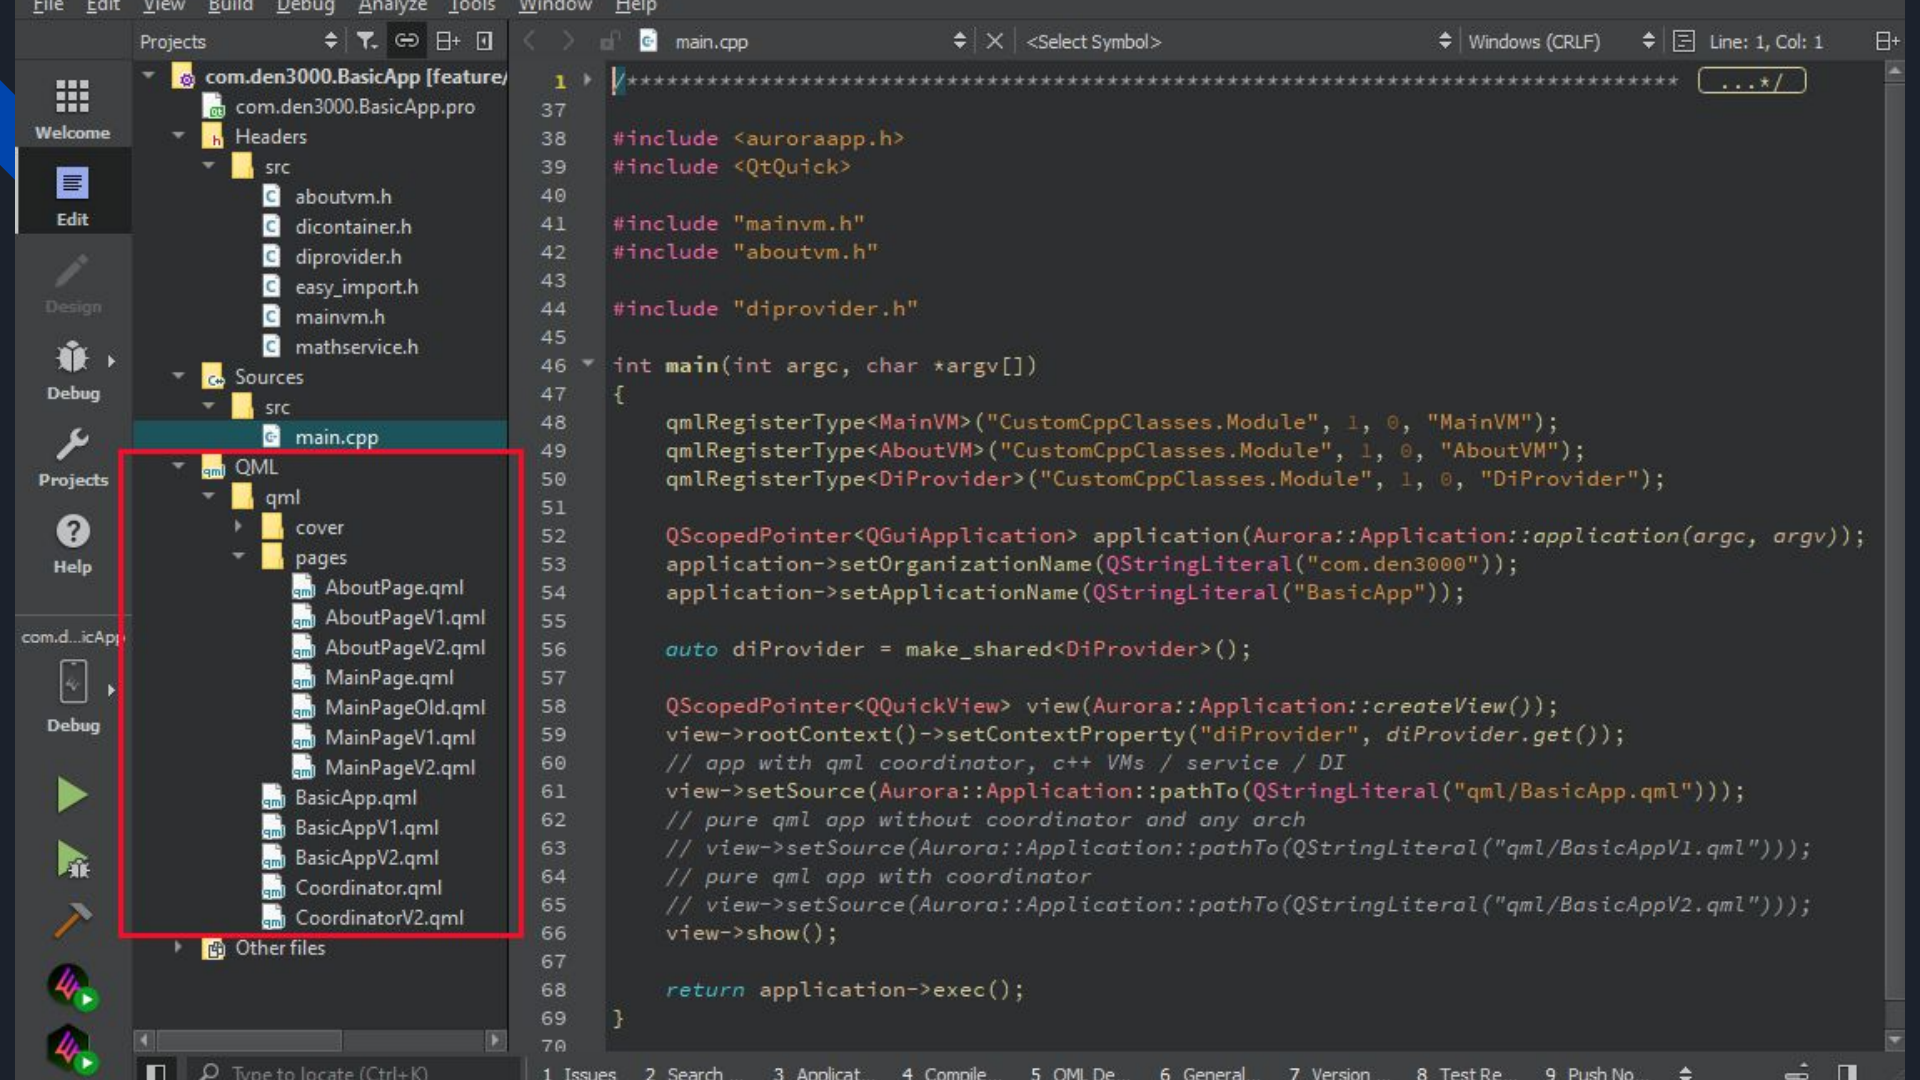 File Edit View Build Debug Analyze Tools Window Help
Projects
main.cpp
<Select Symbol>
Windows (CRLF)
Line: 1, Col: 1
Welcome
Edit
Design
Debug
Projects
Help
com.d...icApp
Debug
com.den3000.BasicApp [feature/
com.den3000.BasicApp.pro
Headers
src
aboutvm.h
dicontainer.h
diprovider.h
easy_import.h
mainvm.h
mathservice.h
Sources
src
main.cpp
QML
qml
cover
pages
AboutPage.qml
AboutPageV1.qml
AboutPageV2.qml
MainPage.qml
MainPageOld.qml
MainPageV1.qml
MainPageV2.qml
BasicApp.qml
BasicAppV1.qml
BasicAppV2.qml
Coordinator.qml
CoordinatorV2.qml
Other files
1 /******************************************************************************* ...*/
37
38 #include <auroraapp.h>
39 #include <QtQuick>
40
41 #include "mainvm.h"
42 #include "aboutvm.h"
43
44 #include "diprovider.h"
45
46 int main(int argc, char *argv[])
47 {
48 qmlRegisterType<MainVM>("CustomCppClasses.Module", 1, 0, "MainVM");
49 qmlRegisterType<AboutVM>("CustomCppClasses.Module", 1, 0, "AboutVM");
50 qmlRegisterType<DiProvider>("CustomCppClasses.Module", 1, 0, "DiProvider");
51
52 QScopedPointer<QGuiApplication> application(Aurora::Application::application(argc, argv));
53 application->setOrganizationName(QStringLiteral("com.den3000"));
54 application->setApplicationName(QStringLiteral("BasicApp"));
55
56 auto diProvider = make_shared<DiProvider>();
57
58 QScopedPointer<QQuickView> view(Aurora::Application::createView());
59 view->rootContext()->setContextProperty("diProvider", diProvider.get());
60 // app with qml coordinator, c++ VMs / service / DI
61 view->setSource(Aurora::Application::pathTo(QStringLiteral("qml/BasicApp.qml")));
62 // pure qml app without coordinator and any arch
63 // view->setSource(Aurora::Application::pathTo(QStringLiteral("qml/BasicAppV1.qml")));
64 // pure qml app with coordinator
65 // view->setSource(Aurora::Application::pathTo(QStringLiteral("qml/BasicAppV2.qml")));
66 view->show();
67
68 return application->exec();
69 }
70
Type to locate (Ctrl+K)
1 Issues 2 Search... 3 Applicat... 4 Compile... 5 QML De... 6 General... 7 Version... 8 Test Re... 9 Push No...